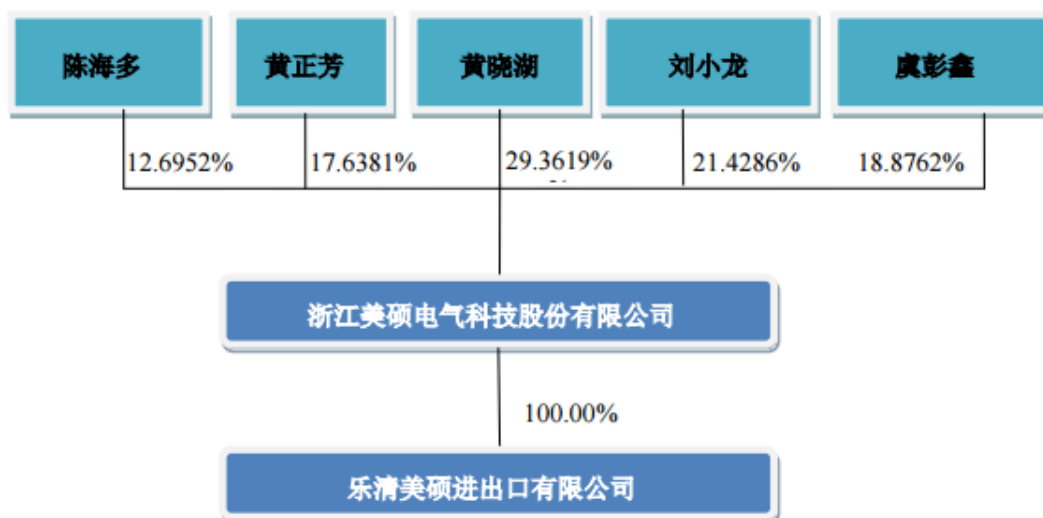 陈海多
黄正芳
黄晓湖
刘小龙
虞彭鑫
12.6952%
17.6381%
29.3619%
21.4286%
18.8762%
浙江美硕电气科技股份有限公司
100.00%
乐清美硕进出口有限公司